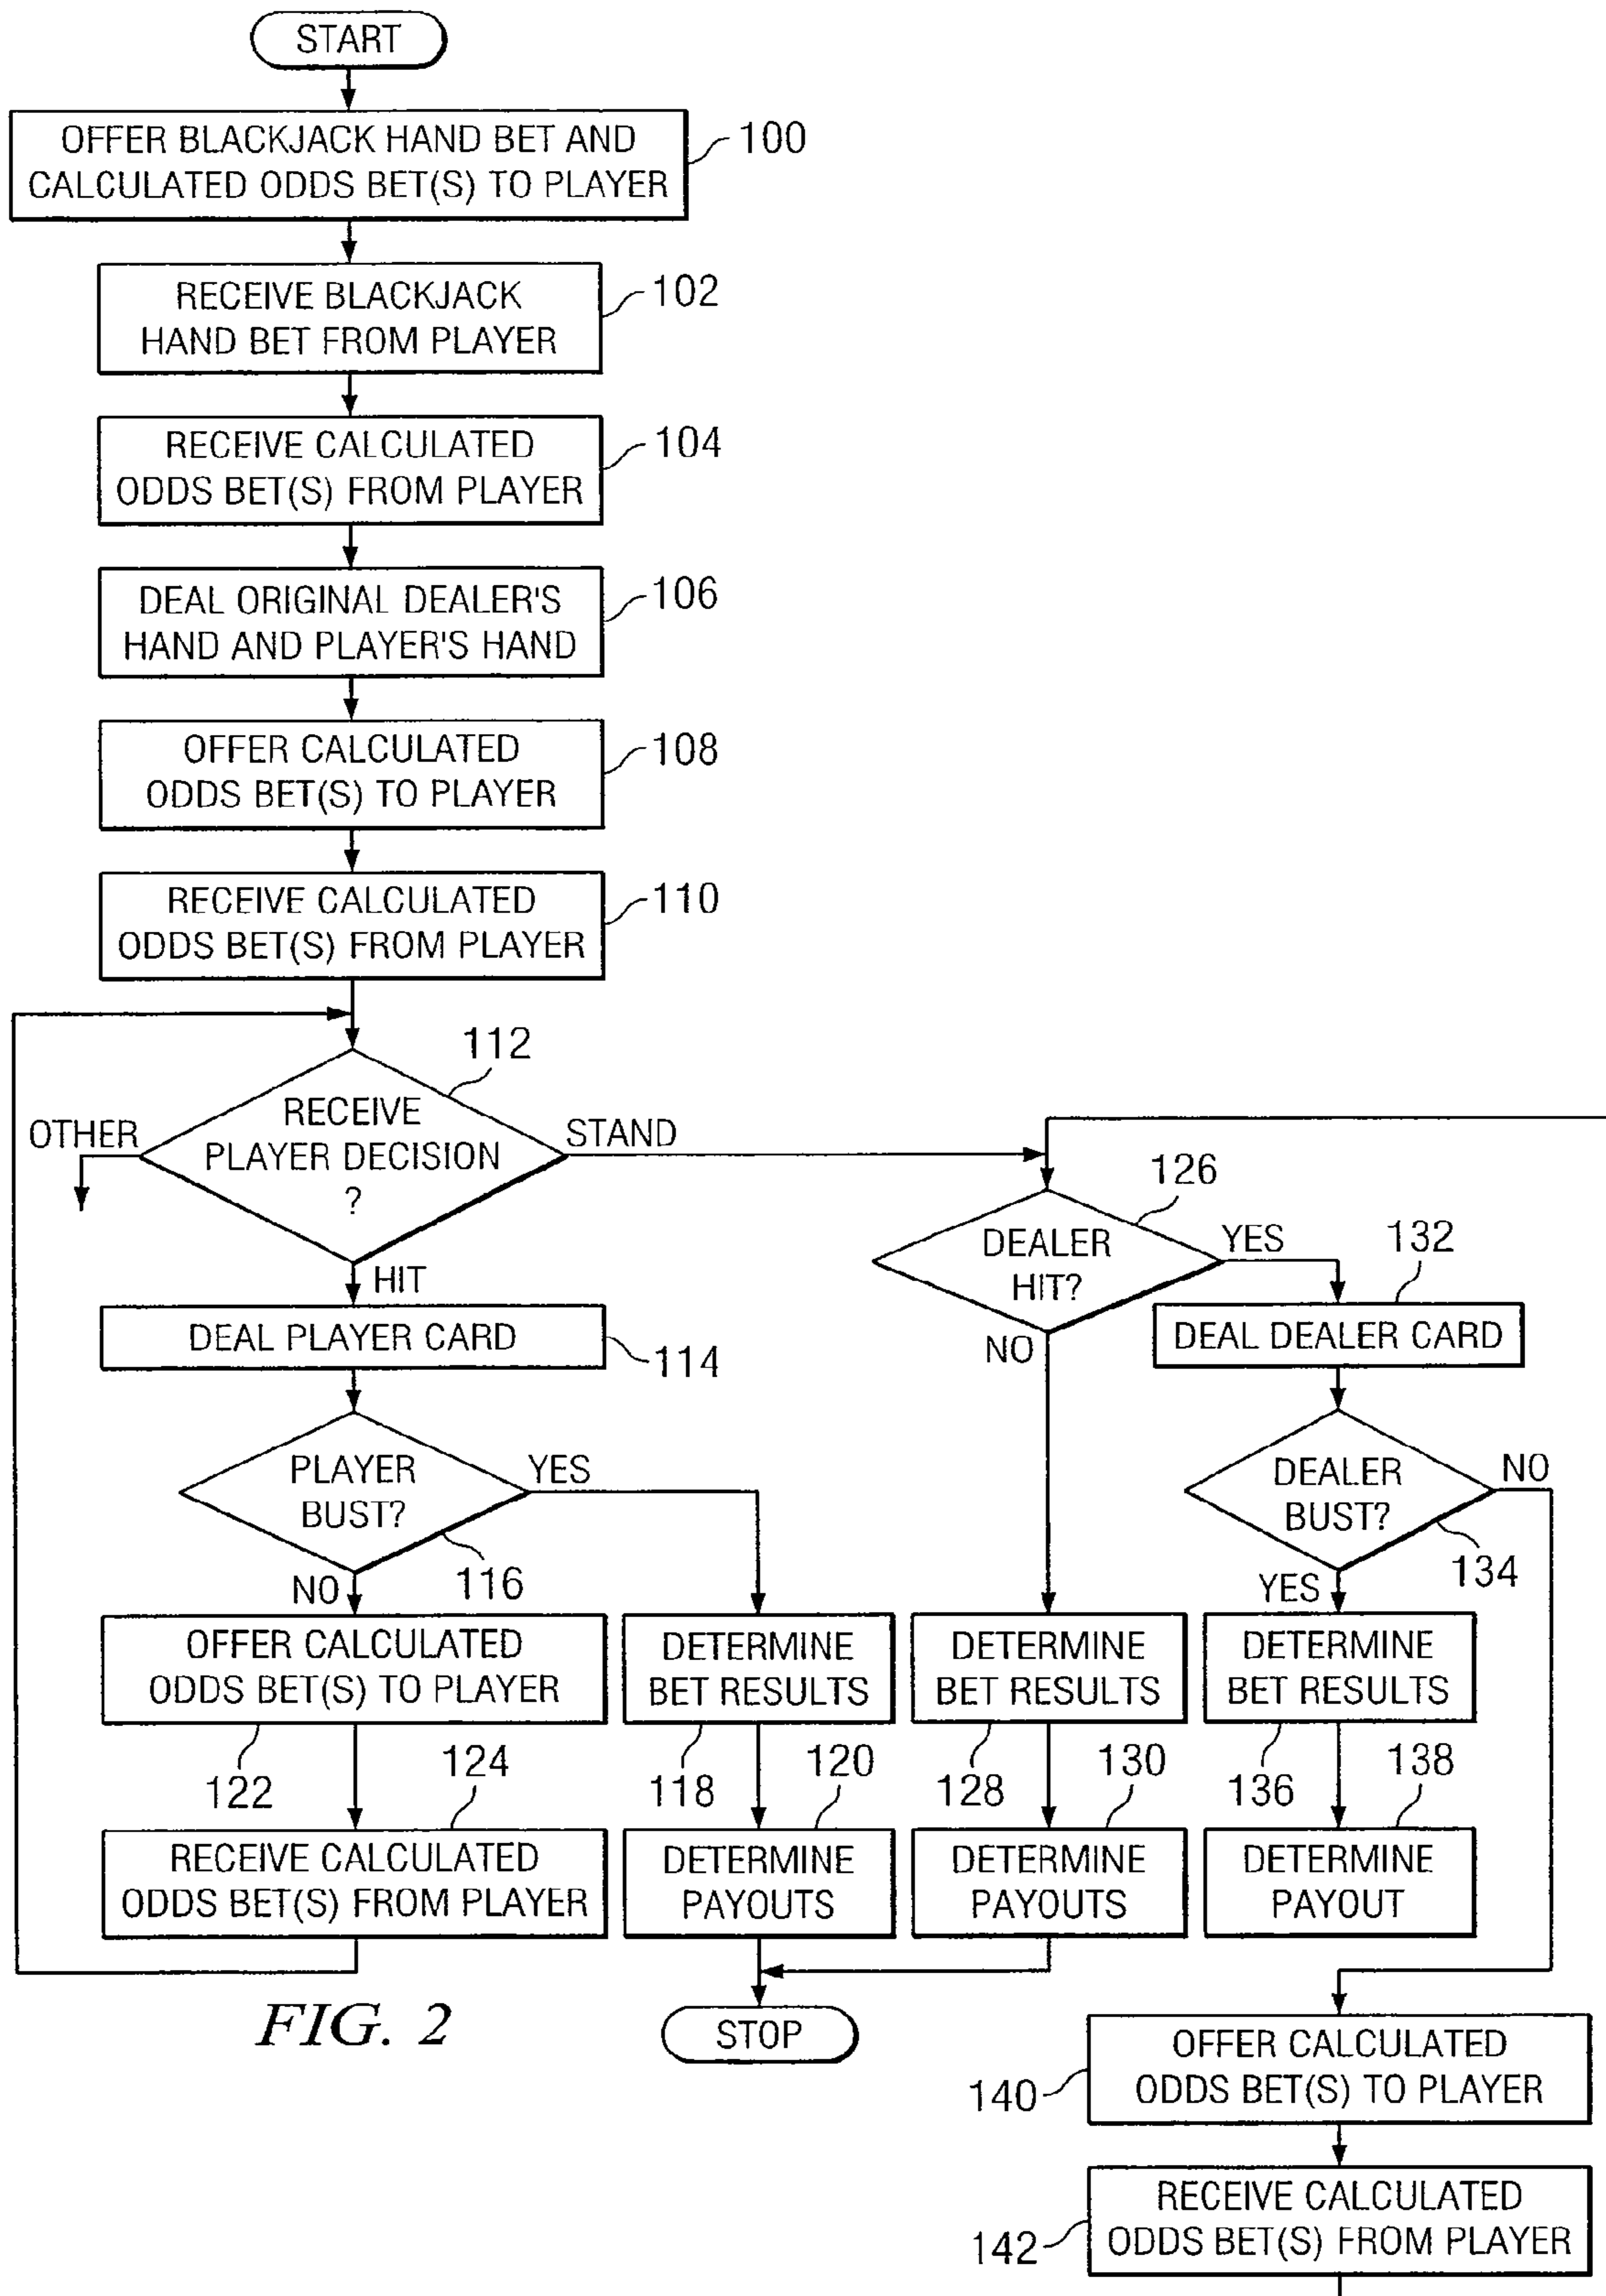 START
OFFER BLACKJACK HAND BET AND
CALCULATED ODDS BET(S) TO PLAYER
100
RECEIVE BLACKJACK
HAND BET FROM PLAYER
102
RECEIVE CALCULATED
ODDS BET(S) FROM PLAYER
104
DEAL ORIGINAL DEALER'S
HAND AND PLAYER'S HAND
106
OFFER CALCULATED
ODDS BET(S) TO PLAYER
108
RECEIVE CALCULATED
ODDS BET(S) FROM PLAYER
110
112
RECEIVE
PLAYER DECISION
?
OTHER
STAND
HIT
DEAL PLAYER CARD
114
PLAYER
BUST?
YES
NO
116
OFFER CALCULATED
ODDS BET(S) TO PLAYER
122
124
RECEIVE CALCULATED
ODDS BET(S) FROM PLAYER
DETERMINE
BET RESULTS
118
120
DETERMINE
PAYOUTS
STOP
126
DEALER
HIT?
YES
NO
132
DEAL DEALER CARD
DEALER
BUST?
NO
134
YES
DETERMINE
BET RESULTS
128
130
DETERMINE
PAYOUTS
DETERMINE
BET RESULTS
136
138
DETERMINE
PAYOUT
OFFER CALCULATED
ODDS BET(S) TO PLAYER
140
RECEIVE CALCULATED
ODDS BET(S) FROM PLAYER
142
FIG. 2